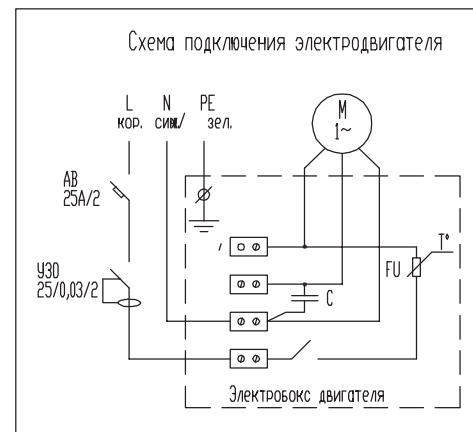 Схема подключения электродвигателя
L N PE
кор. син/ зел.
M
1~
АВ
25А/2
УЗО
25/0,03/2
T°
FU
C
Электробокс двигателя